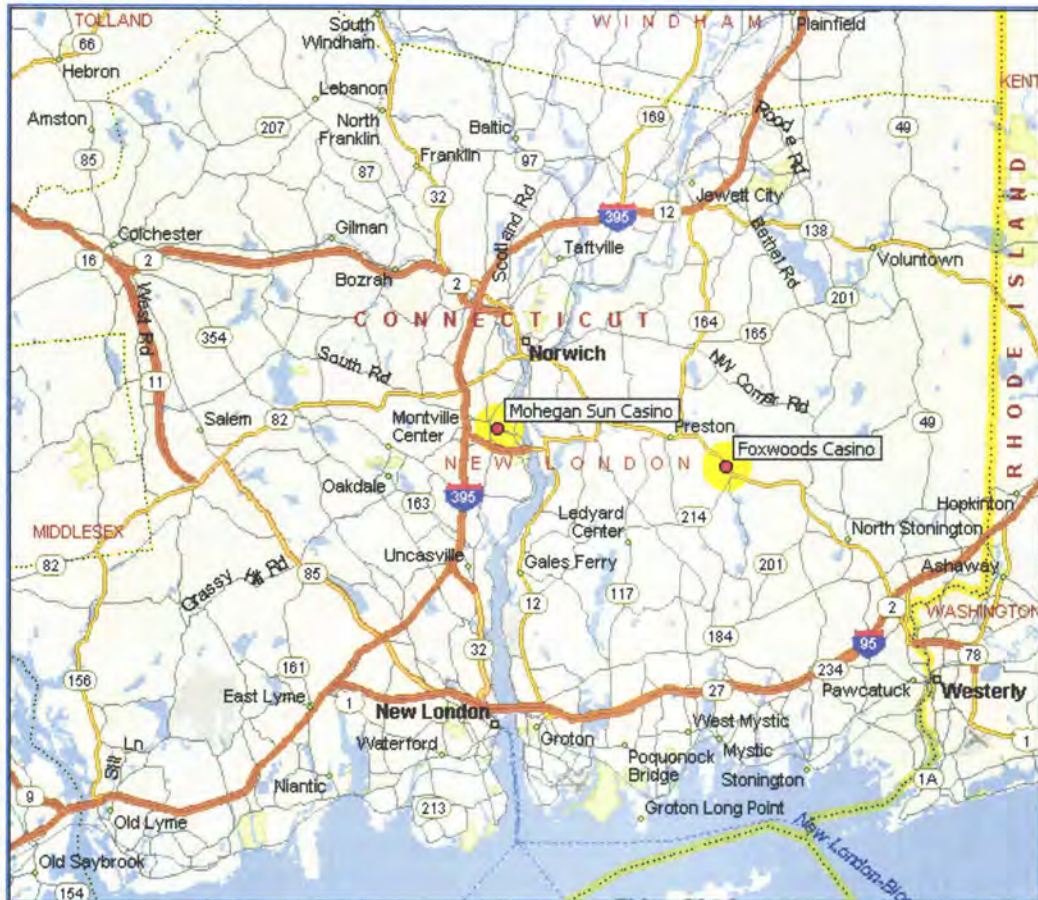 TOLLAND
66
Hebron
South
Windham
WINDHAM
Plainfield
KENT
Amston
85
Lebanon
207
North
Franklin
87
Franklin
32
Baltic
97
169
49
Jewett City
395
12
138
Voluntown
201
Bethel Rd
Scotland Rd
Taftville
Colchester
16
2
Gilman
Bozrah
2
West Rd
354
11
CONNECTICUT
RHODE ISLAND
164
165
Norwich
South Rd
NW Corner Rd
Salem
82
Montville
Center
Mohegan Sun Casino
Preston
49
Foxwoods Casino
NEW LONDON
Oakdale
163
395
Ledyard
Center
214
Hopkinton
North Stonington
MIDDLESEX
82
Uncasville
Gales Ferry
201
Ashaway
85
12
117
2
WASHINGTON
184
95
78
156
161
32
234
East Lyme
1
27
Pawcatuck
Westerly
New London
Waterford
Groton
West Mystic
Mystic
Poquonock
Bridge
Stonington
1
1A
Niantic
213
Groton Long Point
9
Old Lyme
Old Saybrook
154